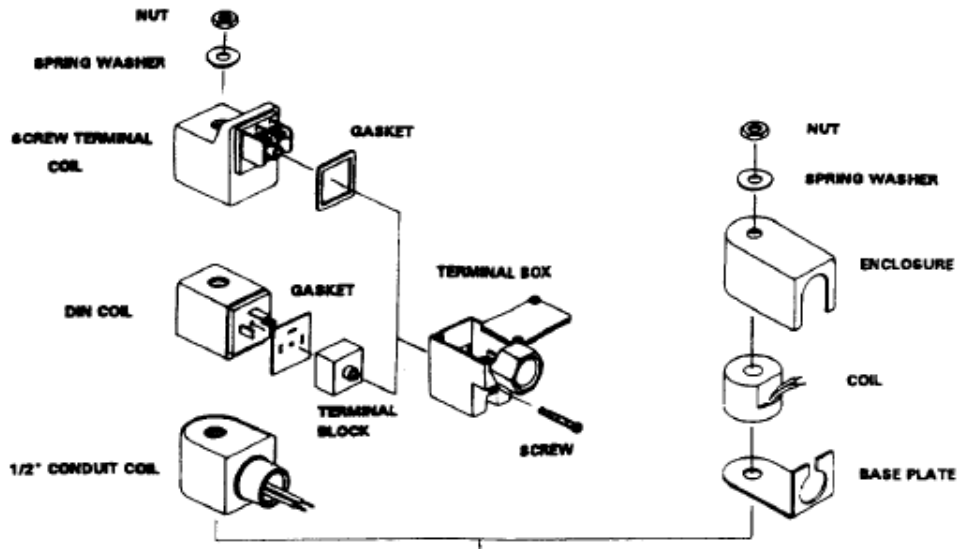 NUT
SPRING WASHER
SCREW TERMINAL
COIL
GASKET
DIN COIL
GASKET
TERMINAL
BLOCK
TERMINAL BOX
SCREW
1/2" CONDUIT COIL
NUT
SPRING WASHER
ENCLOSURE
COIL
BASE PLATE